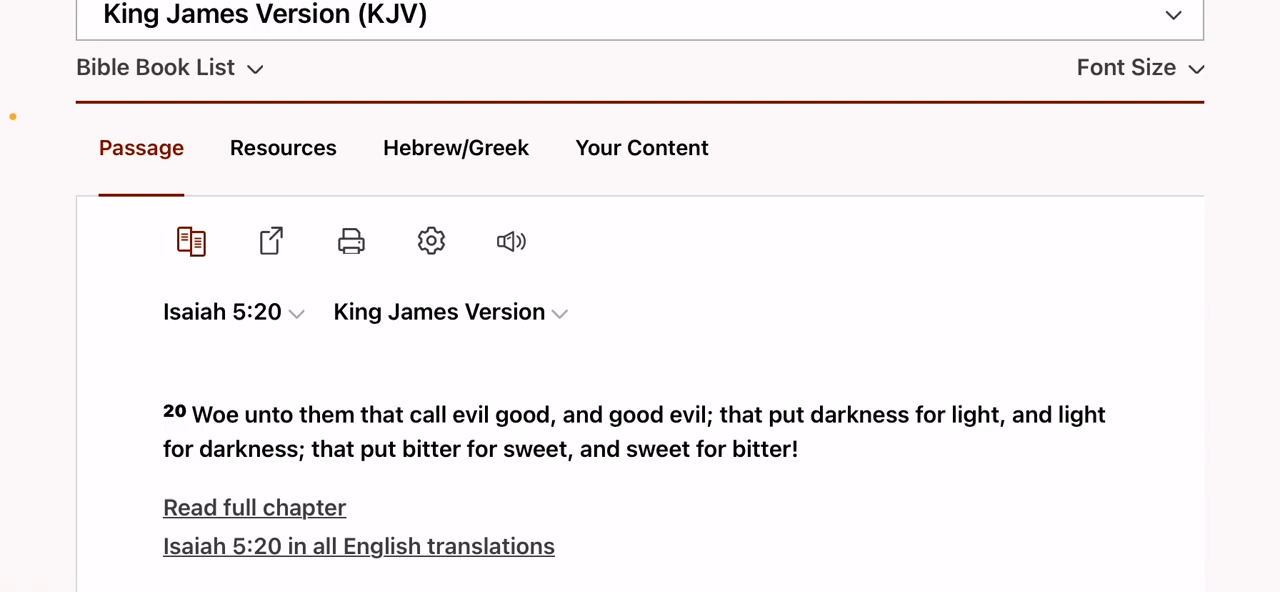 King James Version (KJV)
Bible Book List Font Size
Passage Resources Hebrew/Greek Your Content
Isaiah 5:20 King James Version
20 Woe unto them that call evil good, and good evil; that put darkness for light, and light
for darkness; that put bitter for sweet, and sweet for bitter!
Read full chapter
Isaiah 5:20 in all English translations